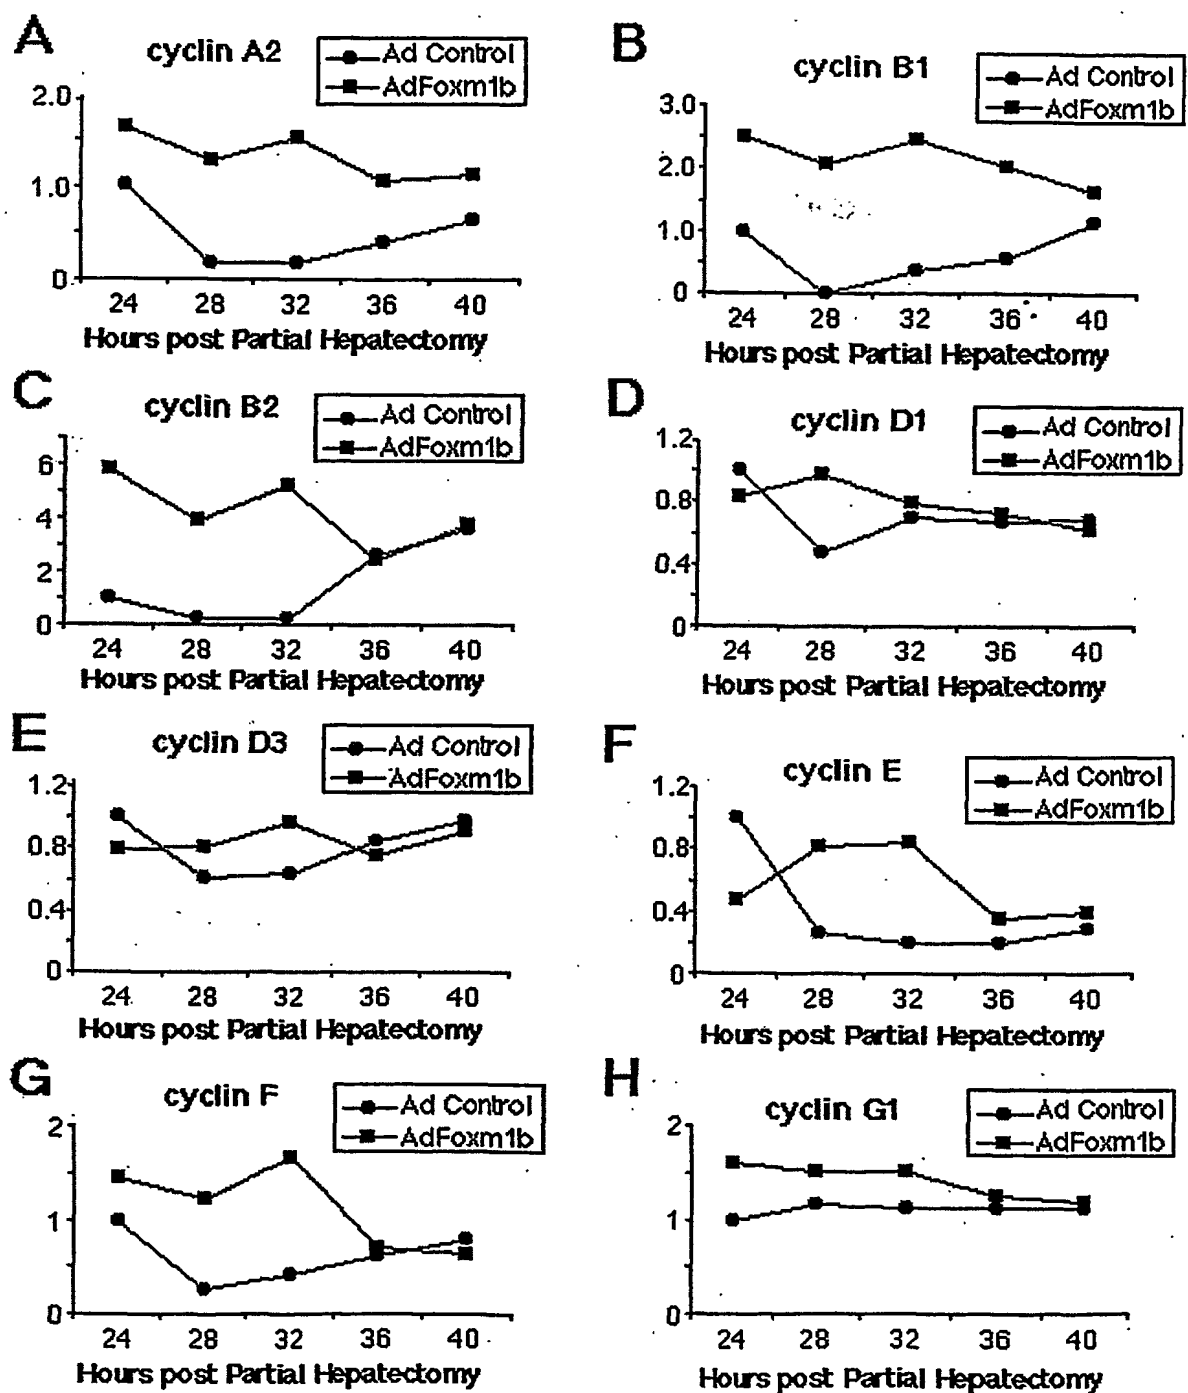 A
cyclin A2
Ad Control
AdFoxm1b
2.0
1.0
0
24 28 32 36 40
Hours post Partial Hepatectomy
B
cyclin B1
Ad Control
AdFoxm1b
3.0
2.0
1.0
0
24 28 32 36 40
Hours post Partial Hepatectomy
C
cyclin B2
Ad Control
AdFoxm1b
6
4
2
0
24 28 32 36 40
Hours post Partial Hepatectomy
D
cyclin D1
Ad Control
AdFoxm1b
1.2
0.8
0.4
0
24 28 32 36 40
Hours post Partial Hepatectomy
E
cyclin D3
Ad Control
AdFoxm1b
1.2
0.8
0.4
0
24 28 32 36 40
Hours post Partial Hepatectomy
F
cyclin E
Ad Control
AdFoxm1b
1.2
0.8
0.4
0
24 28 32 36 40
Hours post Partial Hepatectomy
G
cyclin F
Ad Control
AdFoxm1b
2
1
0
24 28 32 36 40
Hours post Partial Hepatectomy
H
cyclin G1
Ad Control
AdFoxm1b
2
1
0
24 28 32 36 40
Hours post Partial Hepatectomy